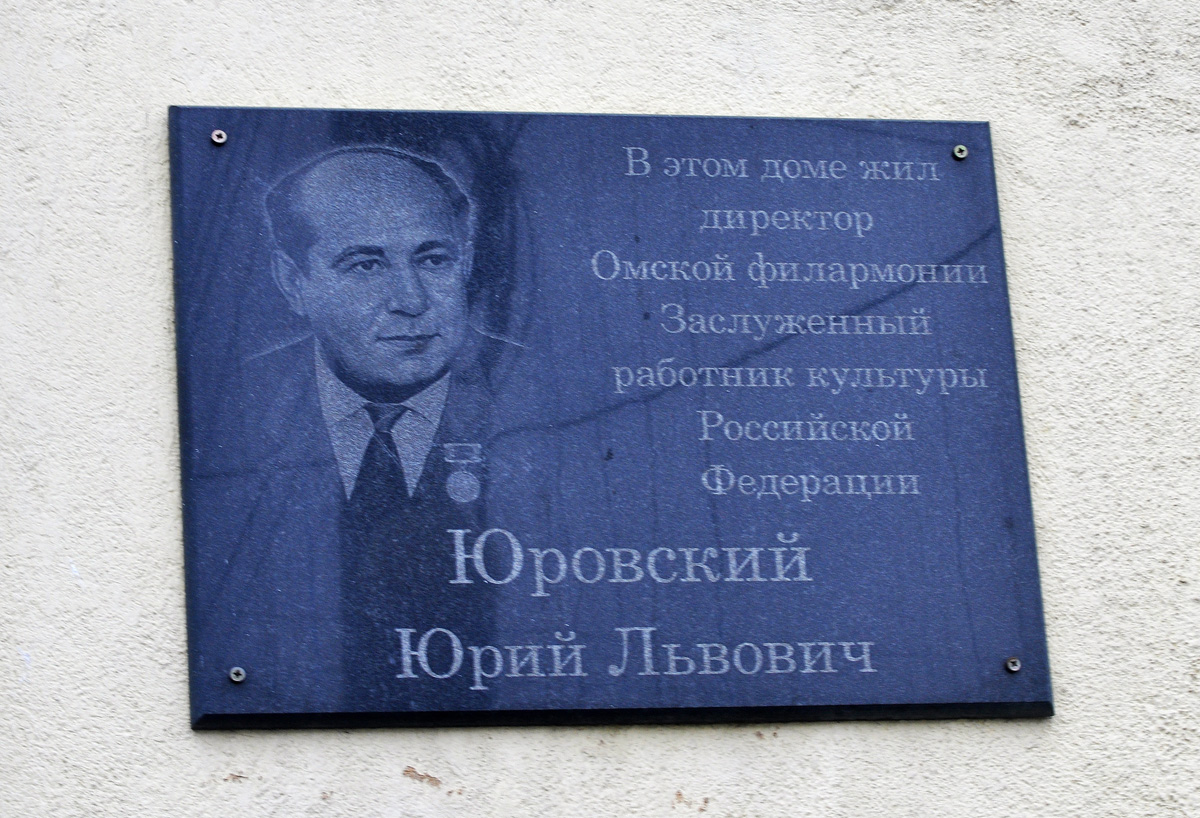 В этом доме жил
директор
Омской филармонии
Заслуженный
работник культуры
Российской
Федерации
Юровский
Юрий Львович